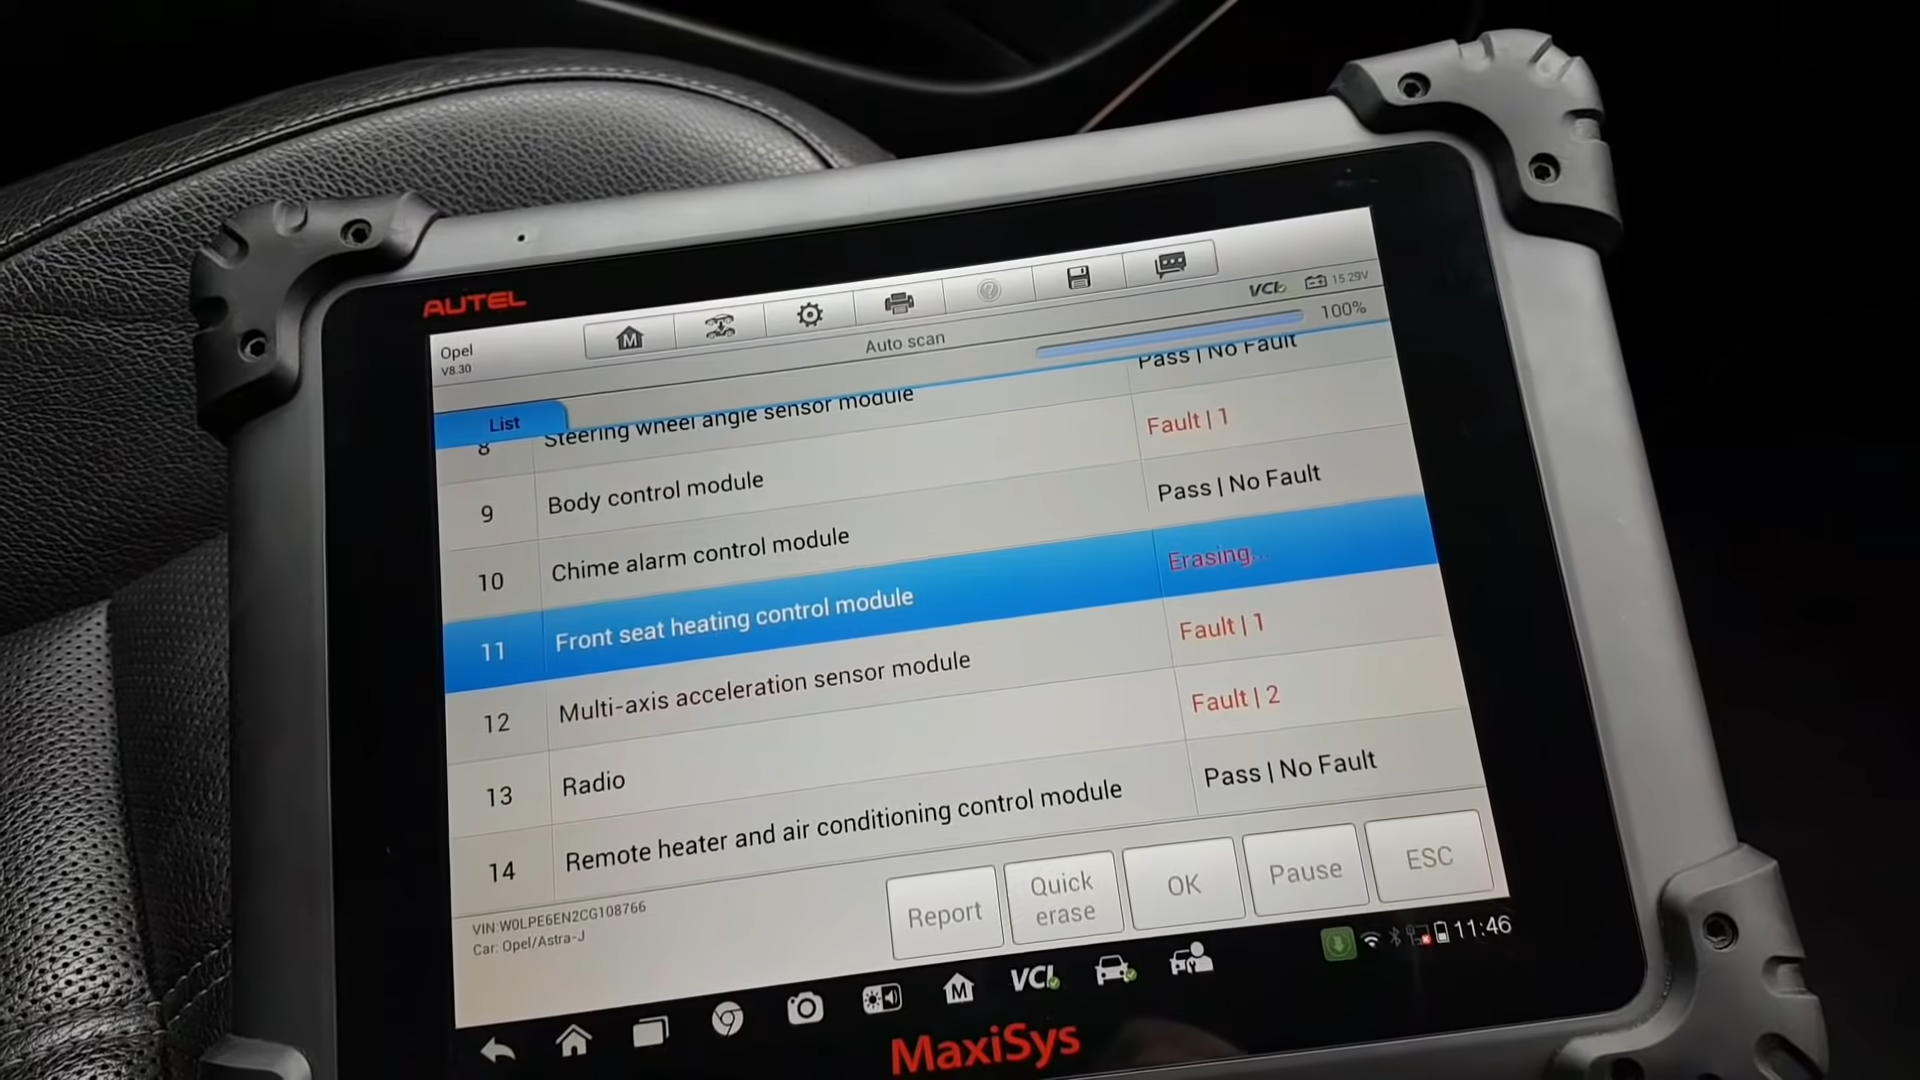 AUTEL
Opel
V8.30
M
VCI
15.29V
Auto scan
100%
List
8 Steering wheel angle sensor module Pass | No Fault
9 Body control module Fault | 1
10 Chime alarm control module Pass | No Fault
11 Front seat heating control module Erasing...
12 Multi-axis acceleration sensor module Fault | 1
13 Radio Fault | 2
14 Remote heater and air conditioning control module Pass | No Fault
VIN:W0LPE6EN2CG108766
Car: Opel/Astra-J
Report
Quick erase
OK
Pause
ESC
M
VCI
11:46
MaxiSys